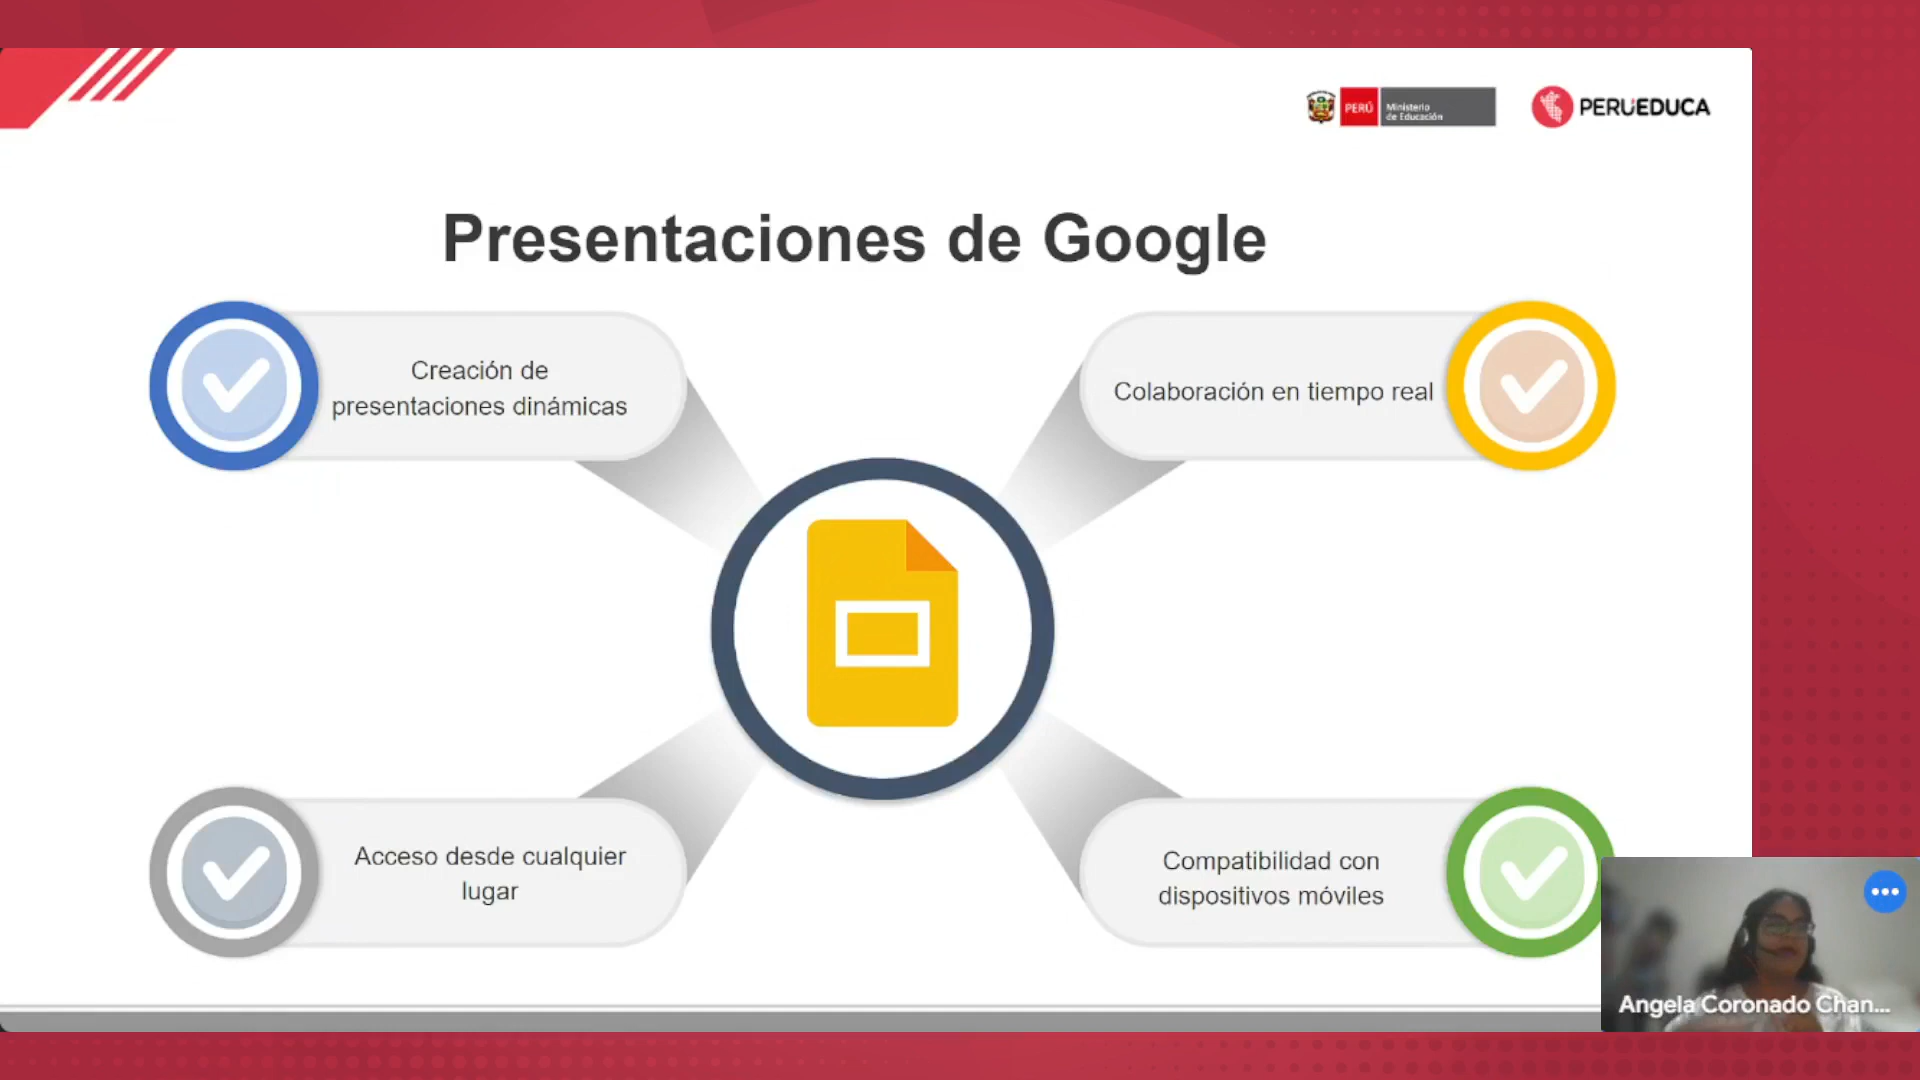 PERÚ
Ministerio
de Educación
PERÚEDUCA
Presentaciones de Google
Creación de
presentaciones dinámicas
Colaboración en tiempo real
Acceso desde cualquier
lugar
Compatibilidad con
dispositivos móviles
Angela Coronado Chan...